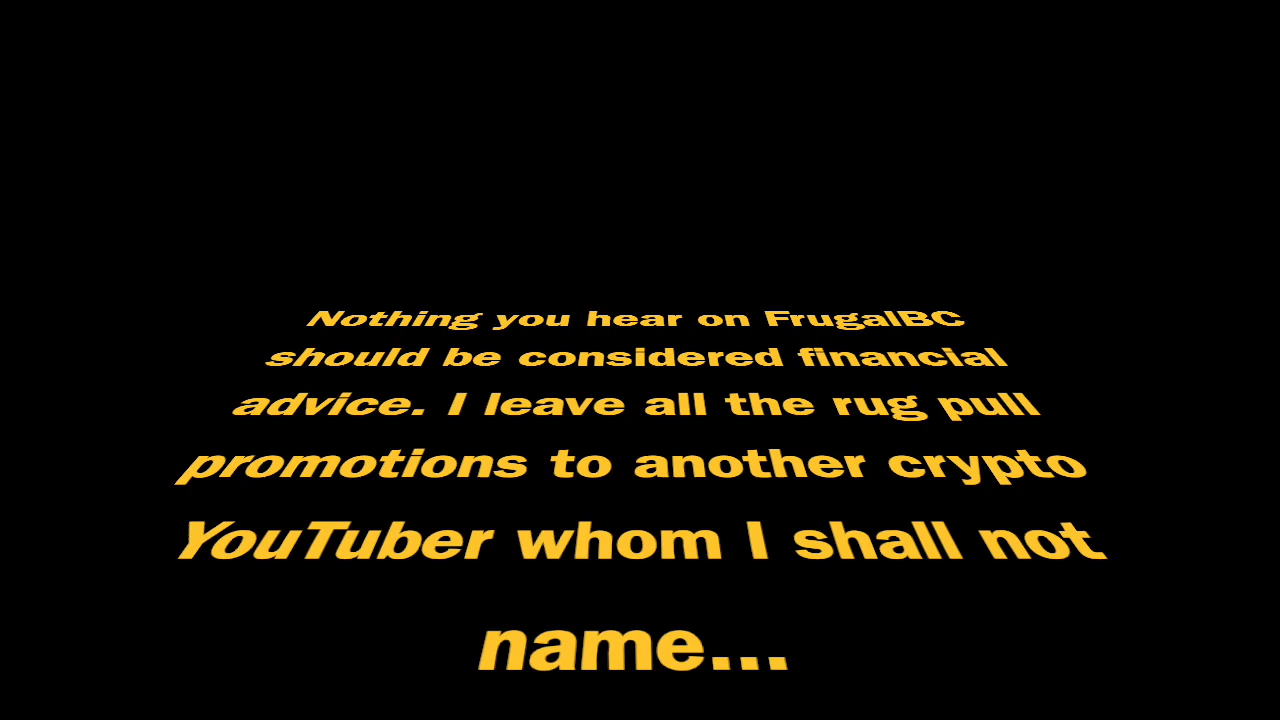 Nothing you hear on FrugalBC
should be considered financial
advice. I leave all the rug pull
promotions to another crypto
YouTuber whom I shall not
name...